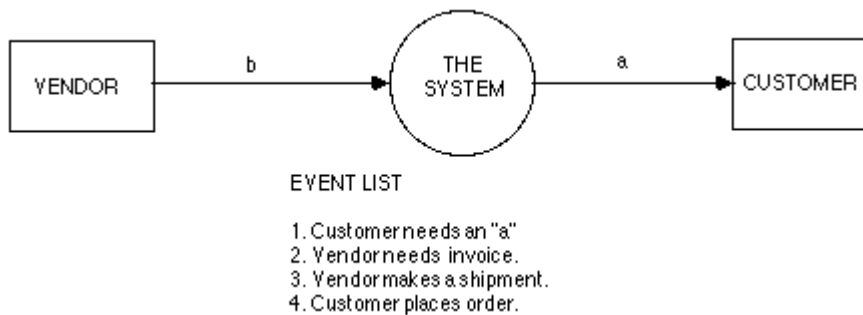 b
a
VENDOR
THE
SYSTEM
CUSTOMER
EVENT LIST
1. Customer needs an "a"
2. Vendor needs invoice.
3. Vendor makes a shipment.
4. Customer places order.